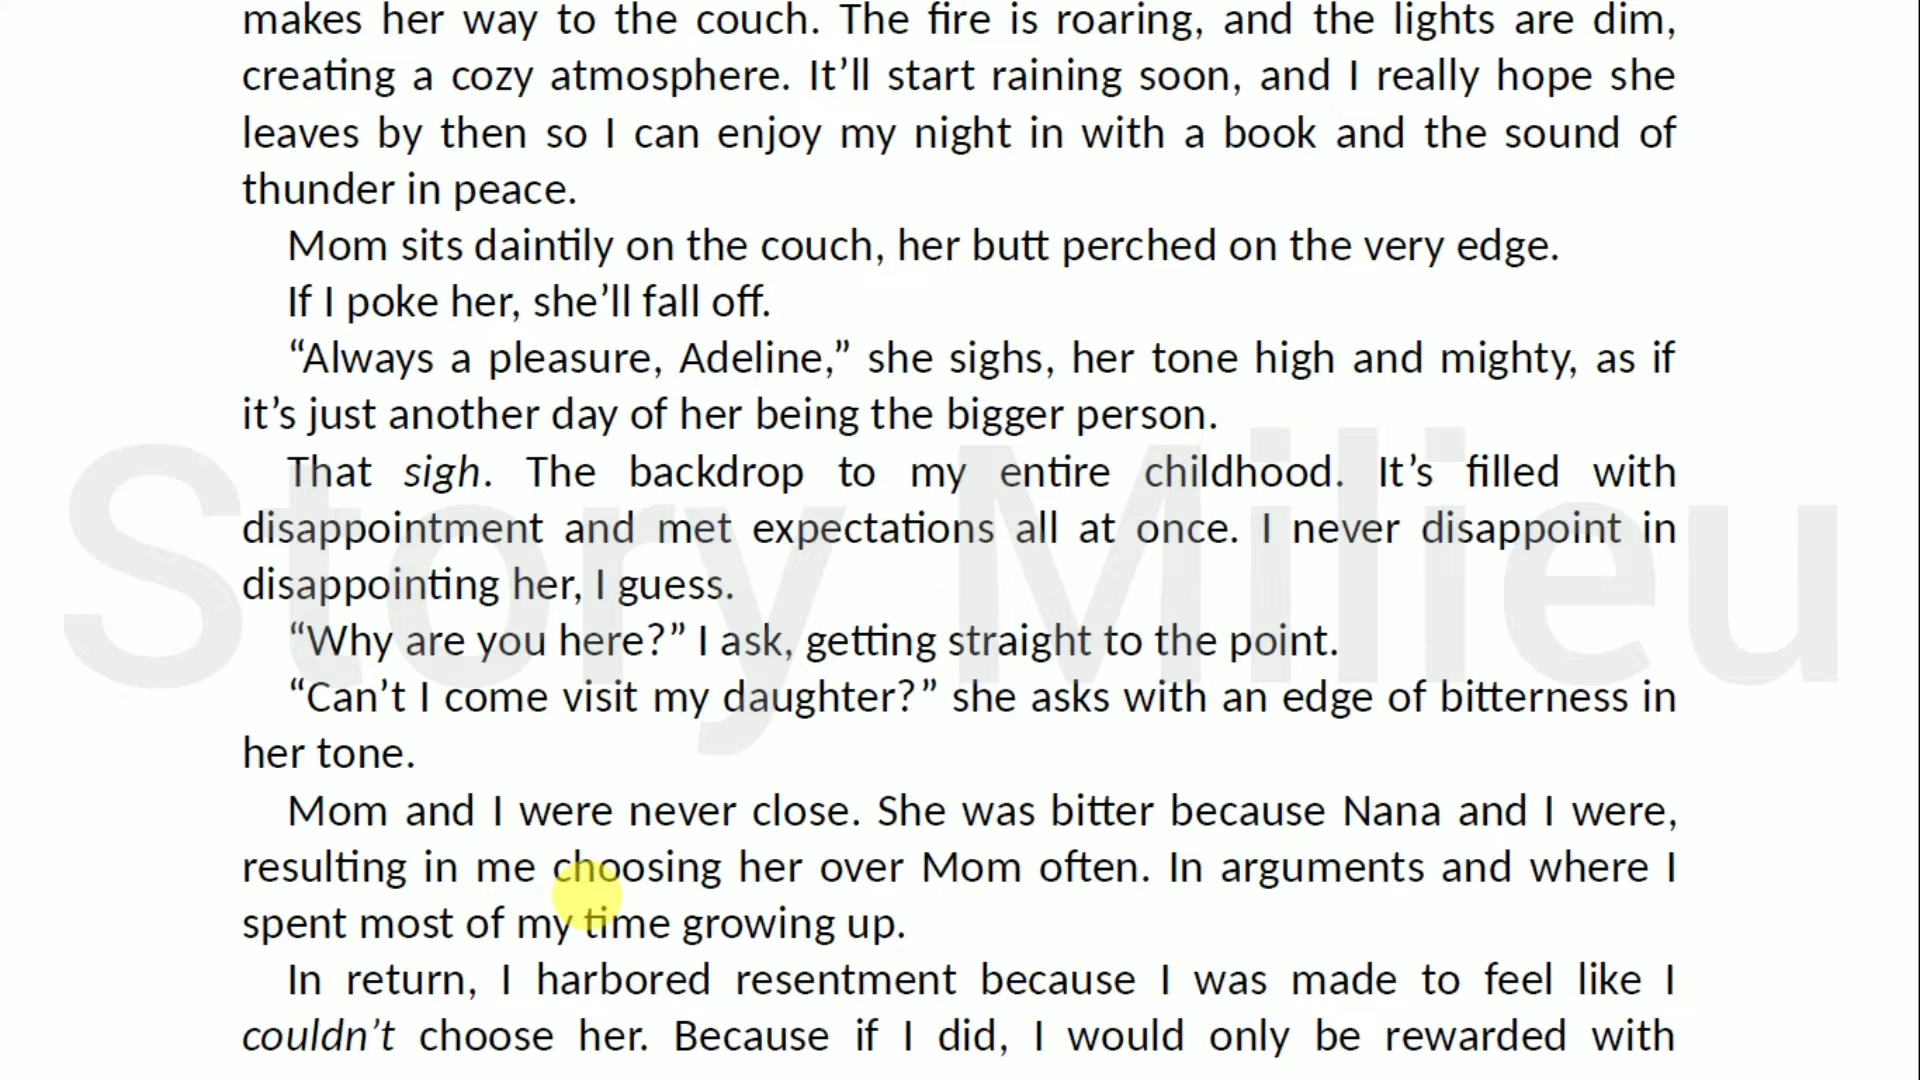 makes her way to the couch. The fire is roaring, and the lights are dim,
creating a cozy atmosphere. It’ll start raining soon, and I really hope she
leaves by then so I can enjoy my night in with a book and the sound of
thunder in peace.
Mom sits daintily on the couch, her butt perched on the very edge.
If I poke her, she’ll fall off.
“Always a pleasure, Adeline,” she sighs, her tone high and mighty, as if
it’s just another day of her being the bigger person.
That sigh. The backdrop to my entire childhood. It’s filled with
disappointment and met expectations all at once. I never disappoint in
disappointing her, I guess.
“Why are you here?” I ask, getting straight to the point.
“Can’t I come visit my daughter?” she asks with an edge of bitterness in
her tone.
Mom and I were never close. She was bitter because Nana and I were,
resulting in me choosing her over Mom often. In arguments and where I
spent most of my time growing up.
In return, I harbored resentment because I was made to feel like I
couldn’t choose her. Because if I did, I would only be rewarded with
Story Milieu